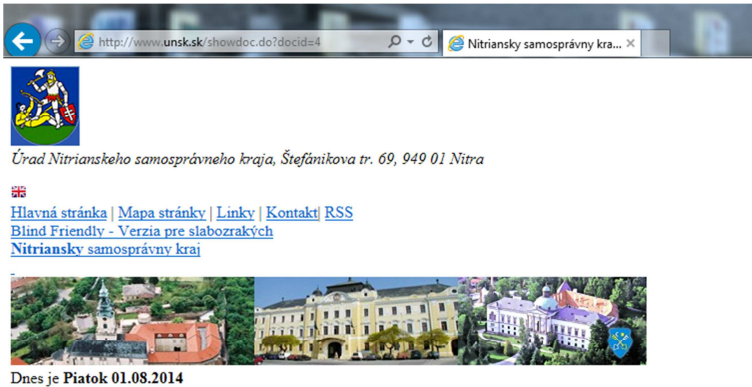 http://www.unsk.sk/showdoc.do?docid=4
Nitriansky samosprávny kra...
Úrad Nitrianskeho samosprávneho kraja, Štefánikova tr. 69, 949 01 Nitra
Hlavná stránka | Mapa stránky | Linky | Kontakt| RSS
Blind Friendly - Verzia pre slabozrakých
Nitriansky samosprávny kraj
Dnes je Piatok 01.08.2014